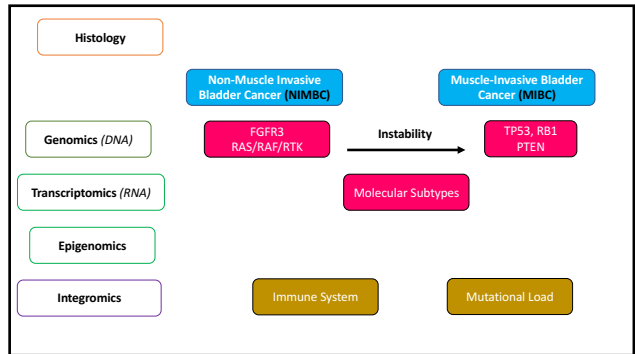 Histology
Non-Muscle Invasive
Bladder Cancer (NIMBC)
Muscle-Invasive Bladder
Cancer (MIBC)
Genomics (DNA)
FGFR3
RAS/RAF/RTK
Instability
TP53, RB1
PTEN
Transcriptomics (RNA)
Molecular Subtypes
Epigenomics
Integromics
Immune System
Mutational Load